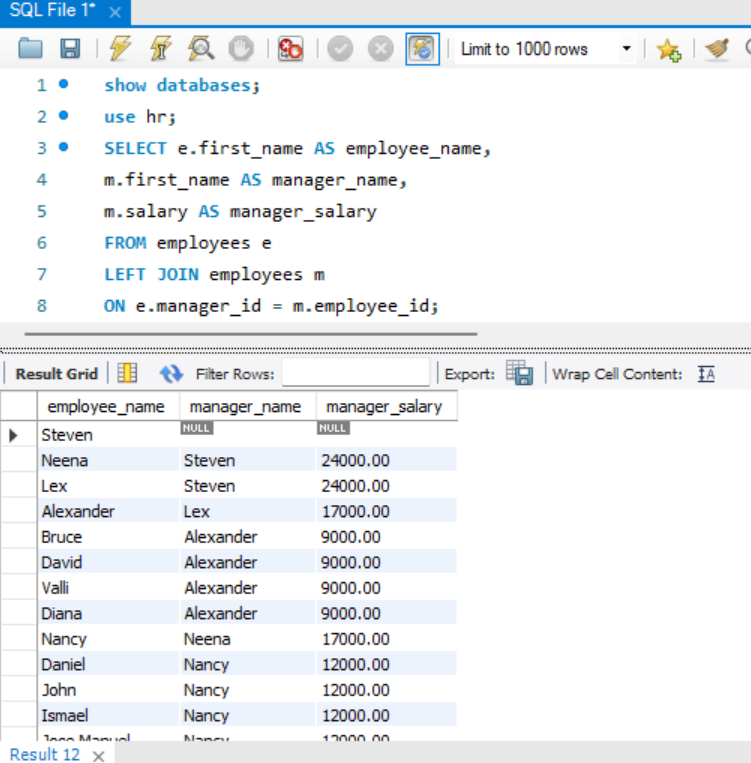 SQL File 1*
Limit to 1000 rows
1 show databases;
2 use hr;
3 SELECT e.first_name AS employee_name,
4 m.first_name AS manager_name,
5 m.salary AS manager_salary
6 FROM employees e
7 LEFT JOIN employees m
8 ON e.manager_id = m.employee_id;
Result Grid Filter Rows: Export: Wrap Cell Content:
employee_name manager_name manager_salary
Steven NULL NULL
Neena Steven 24000.00
Lex Steven 24000.00
Alexander Lex 17000.00
Bruce Alexander 9000.00
David Alexander 9000.00
Valli Alexander 9000.00
Diana Alexander 9000.00
Nancy Neena 17000.00
Daniel Nancy 12000.00
John Nancy 12000.00
Ismael Nancy 12000.00
Jose Manuel Nancy 12000.00
Result 12